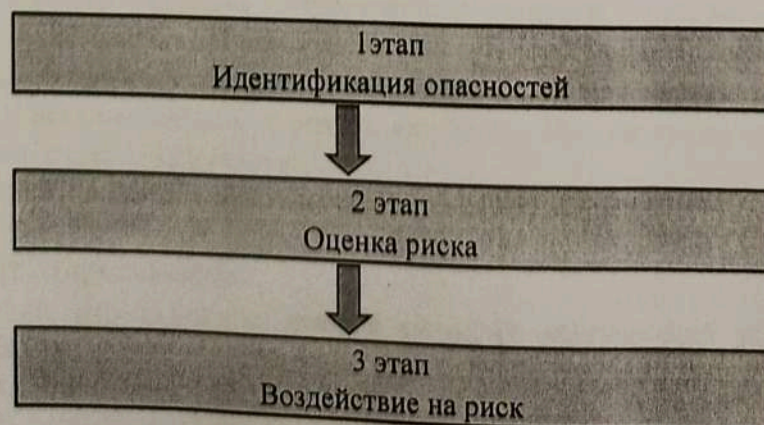 1этап
Идентификация опасностей
2 этап
Оценка риска
3 этап
Воздействие на риск